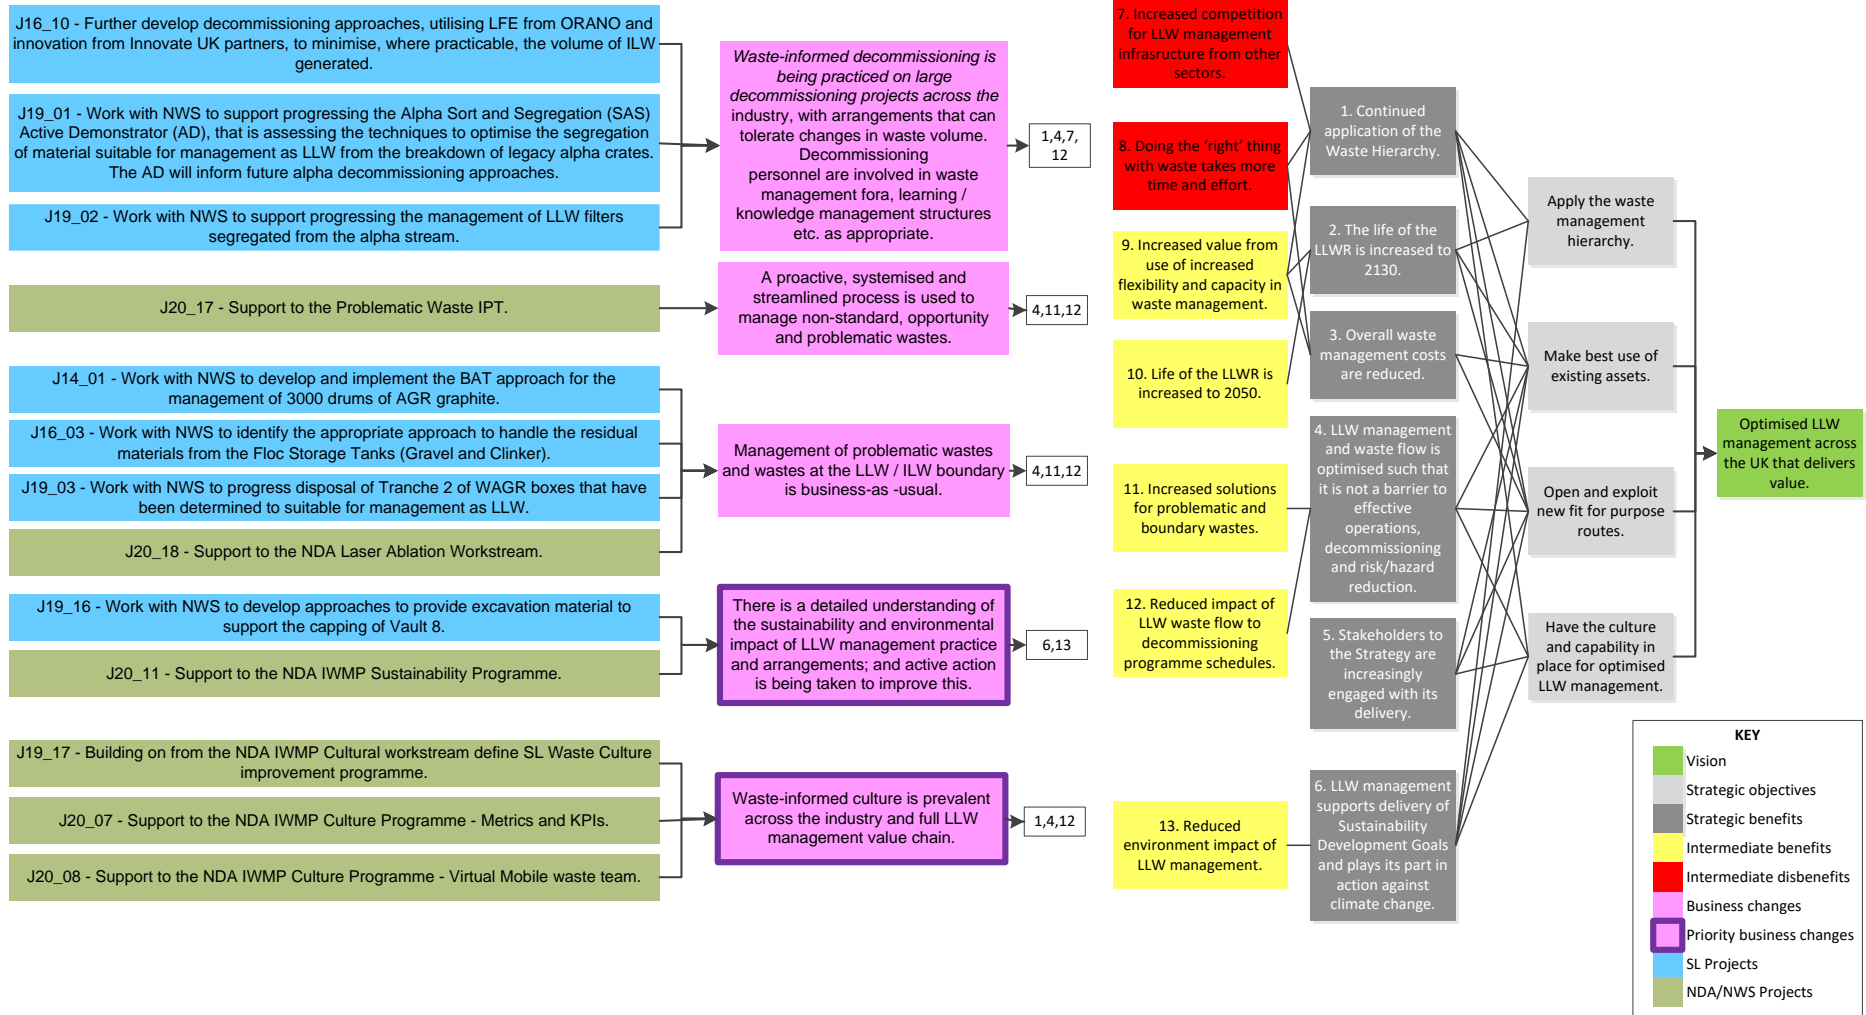 J16_10 - Further develop decommissioning approaches, utilising LFE from ORANO and
innovation from Innovate UK partners, to minimise, where practicable, the volume of ILW
generated.
J19_01 - Work with NWS to support progressing the Alpha Sort and Segregation (SAS)
Active Demonstrator (AD), that is assessing the techniques to optimise the segregation
of material suitable for management as LLW from the breakdown of legacy alpha crates.
The AD will inform future alpha decommissioning approaches.
J19_02 - Work with NWS to support progressing the management of LLW filters
segregated from the alpha stream.
J20_17 - Support to the Problematic Waste IPT.
J14_01 - Work with NWS to develop and implement the BAT approach for the
management of 3000 drums of AGR graphite.
J16_03 - Work with NWS to identify the appropriate approach to handle the residual
materials from the Floc Storage Tanks (Gravel and Clinker).
J19_03 - Work with NWS to progress disposal of Tranche 2 of WAGR boxes that have
been determined to suitable for management as LLW.
J20_18 - Support to the NDA Laser Ablation Workstream.
J19_16 - Work with NWS to develop approaches to provide excavation material to
support the capping of Vault 8.
J20_11 - Support to the NDA IWMP Sustainability Programme.
J19_17 - Building on from the NDA IWMP Cultural workstream define SL Waste Culture
improvement programme.
J20_07 - Support to the NDA IWMP Culture Programme - Metrics and KPIs.
J20_08 - Support to the NDA IWMP Culture Programme - Virtual Mobile waste team.
Waste-informed decommissioning is
being practiced on large
decommissioning projects across the
industry, with arrangements that can
tolerate changes in waste volume.
Decommissioning
personnel are involved in waste
management fora, learning /
knowledge management structures
etc. as appropriate.
A proactive, systemised and
streamlined process is used to
manage non-standard, opportunity
and problematic wastes.
Management of problematic wastes
and wastes at the LLW / ILW boundary
is business-as -usual.
There is a detailed understanding of
the sustainability and environmental
impact of LLW management practice
and arrangements; and active action
is being taken to improve this.
Waste-informed culture is prevalent
across the industry and full LLW
management value chain.
1,4,7,
12
4,11,12
4,11,12
6,13
1,4,12
7. Increased competition
for LLW management
infrasructure from other
sectors.
8. Doing the ‘right’ thing
with waste takes more
time and effort.
9. Increased value from
use of increased
flexibility and capacity in
waste management.
10. Life of the LLWR is
increased to 2050.
11. Increased solutions
for problematic and
boundary wastes.
12. Reduced impact of
LLW waste flow to
decommissioning
programme schedules.
13. Reduced
environment impact of
LLW management.
1. Continued
application of the
Waste Hierarchy.
2. The life of the
LLWR is increased to
2130.
3. Overall waste
management costs
are reduced.
4. LLW management
and waste flow is
optimised such that
it is not a barrier to
effective
operations,
decommissioning
and risk/hazard
reduction.
5. Stakeholders to
the Strategy are
increasingly
engaged with its
delivery.
6. LLW management
supports delivery of
Sustainability
Development Goals
and plays its part in
action against
climate change.
Apply the waste
management
hierarchy.
Make best use of
existing assets.
Open and exploit
new fit for purpose
routes.
Have the culture
and capability in
place for optimised
LLW management.
Optimised LLW
management across
the UK that delivers
value.
KEY
Vision
Strategic objectives
Strategic benefits
Intermediate benefits
Intermediate disbenefits
Business changes
Priority business changes
SL Projects
NDA/NWS Projects